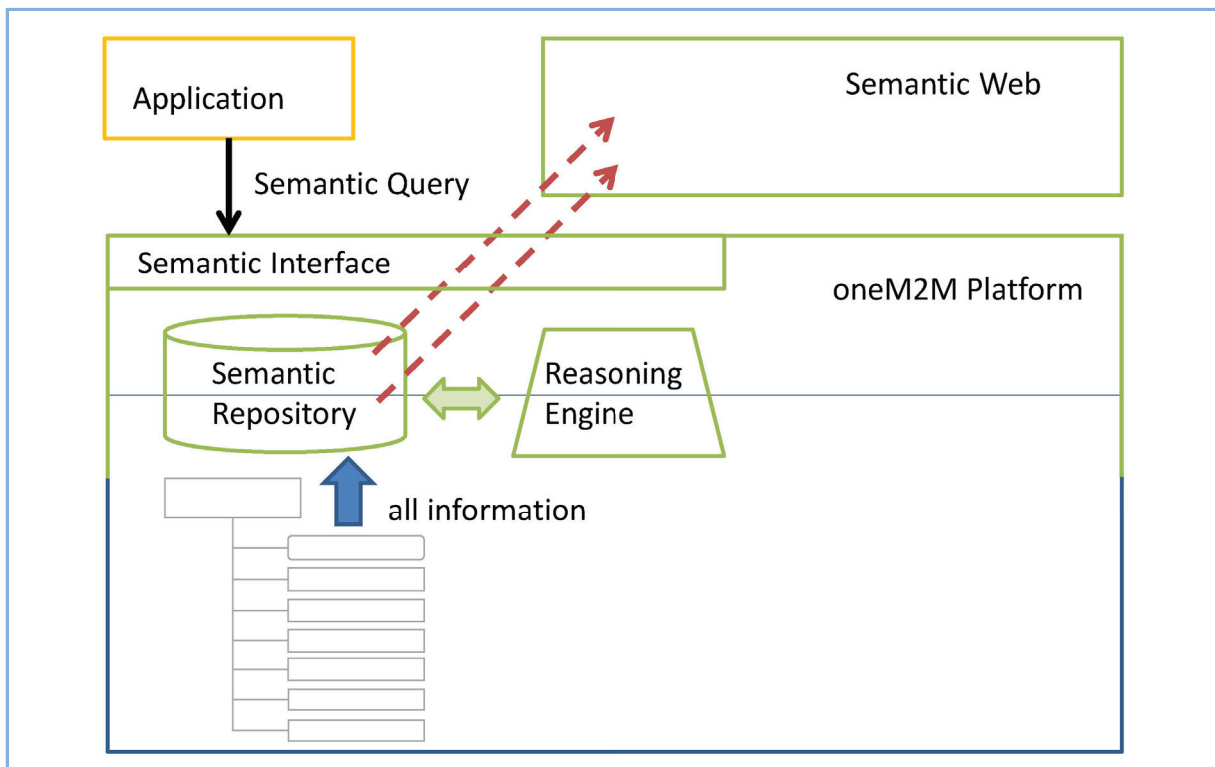 Application
Semantic Web
Semantic Query
Semantic Interface
oneM2M Platform
Semantic
Repository
Reasoning
Engine
all information